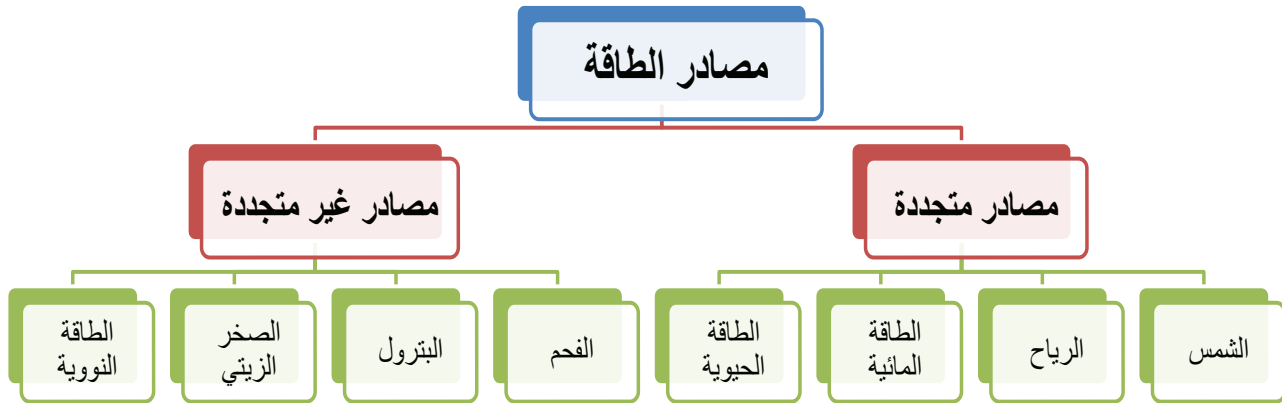 مصادر الطاقة
مصادر متجددة
مصادر غير متجددة
الشمس
الرياح
الطاقة
المائية
الطاقة
الحيوية
الفحم
البترول
الصخر
الزيتي
الطاقة
النووية